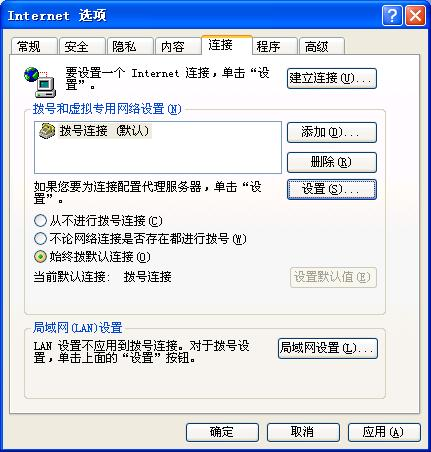 Internet 选项
常规
安全
隐私
内容
连接
程序
高级
要设置一个 Internet 连接，单击“设
置”。
建立连接(U)...
拨号和虚拟专用网络设置(N)
拨号连接 (默认)
添加(D)...
删除(R)
如果您要为连接配置代理服务器，单击“设
置”。
设置(S)...
从不进行拨号连接(C)
不论网络连接是否存在都进行拨号(W)
始终拨默认连接(O)
当前默认连接: 拨号连接
设置默认值(E)
局域网(LAN)设置
LAN 设置不应用到拨号连接。对于拨号设
置，单击上面的“设置”按钮。
局域网设置(L)...
确定
取消
应用(A)